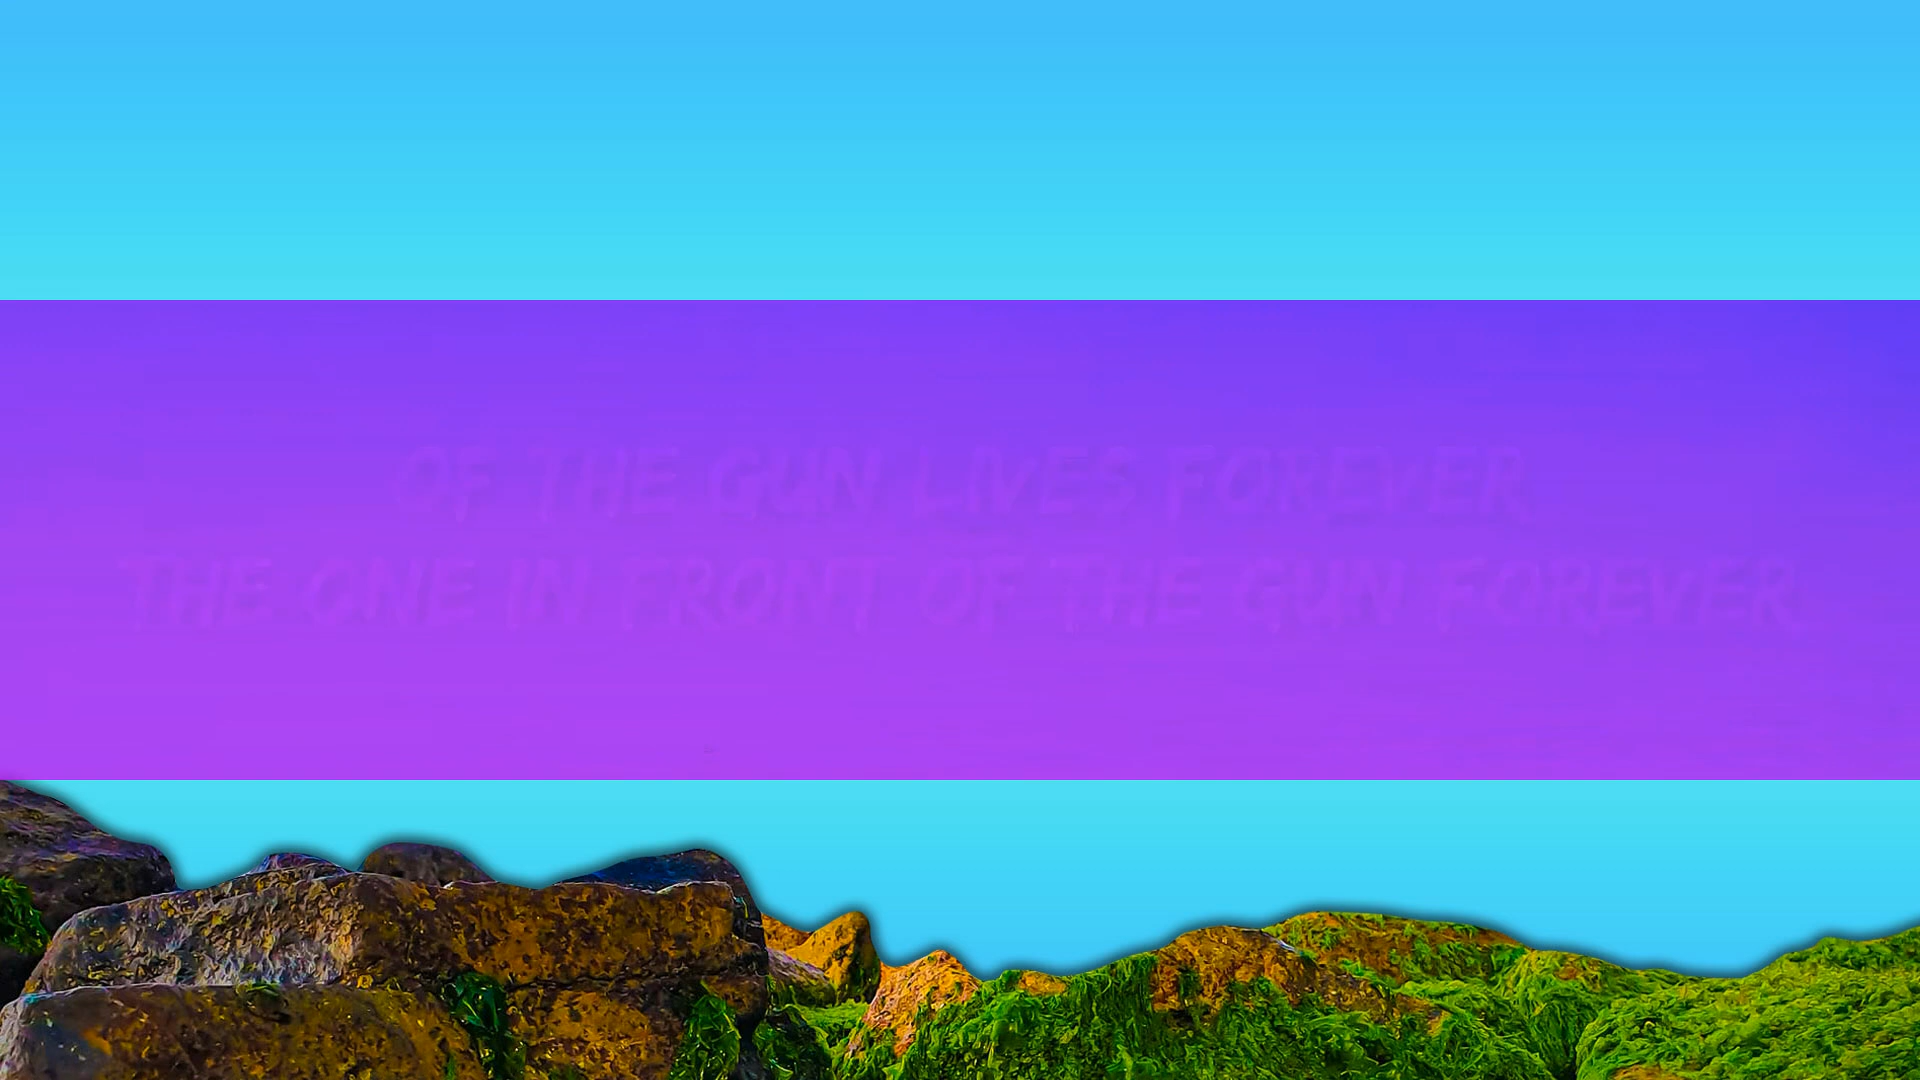 OF THE GUN LIVES FOREVER
THE ONE IN FRONT OF THE GUN FOREVER